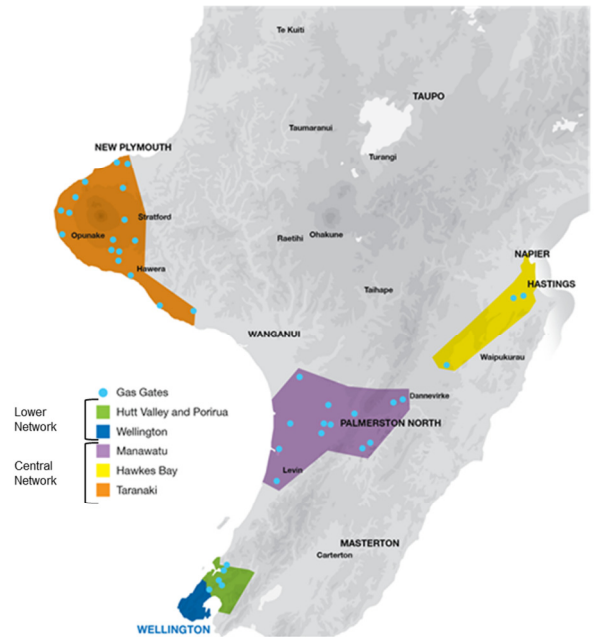 Te Kuiti
TAUPO
Taumaranui
NEW PLYMOUTH
Turangi
Stratford
Opunake
Raetihi
Ohakune
NAPIER
Hawera
HASTINGS
Taihape
WANGANUI
Waipukurau
Gas Gates
Lower
Network
Hutt Valley and Porirua
Wellington
Central
Network
Manawatu
Hawkes Bay
Taranaki
Dannevirke
PALMERSTON NORTH
Levin
MASTERTON
Carterton
WELLINGTON